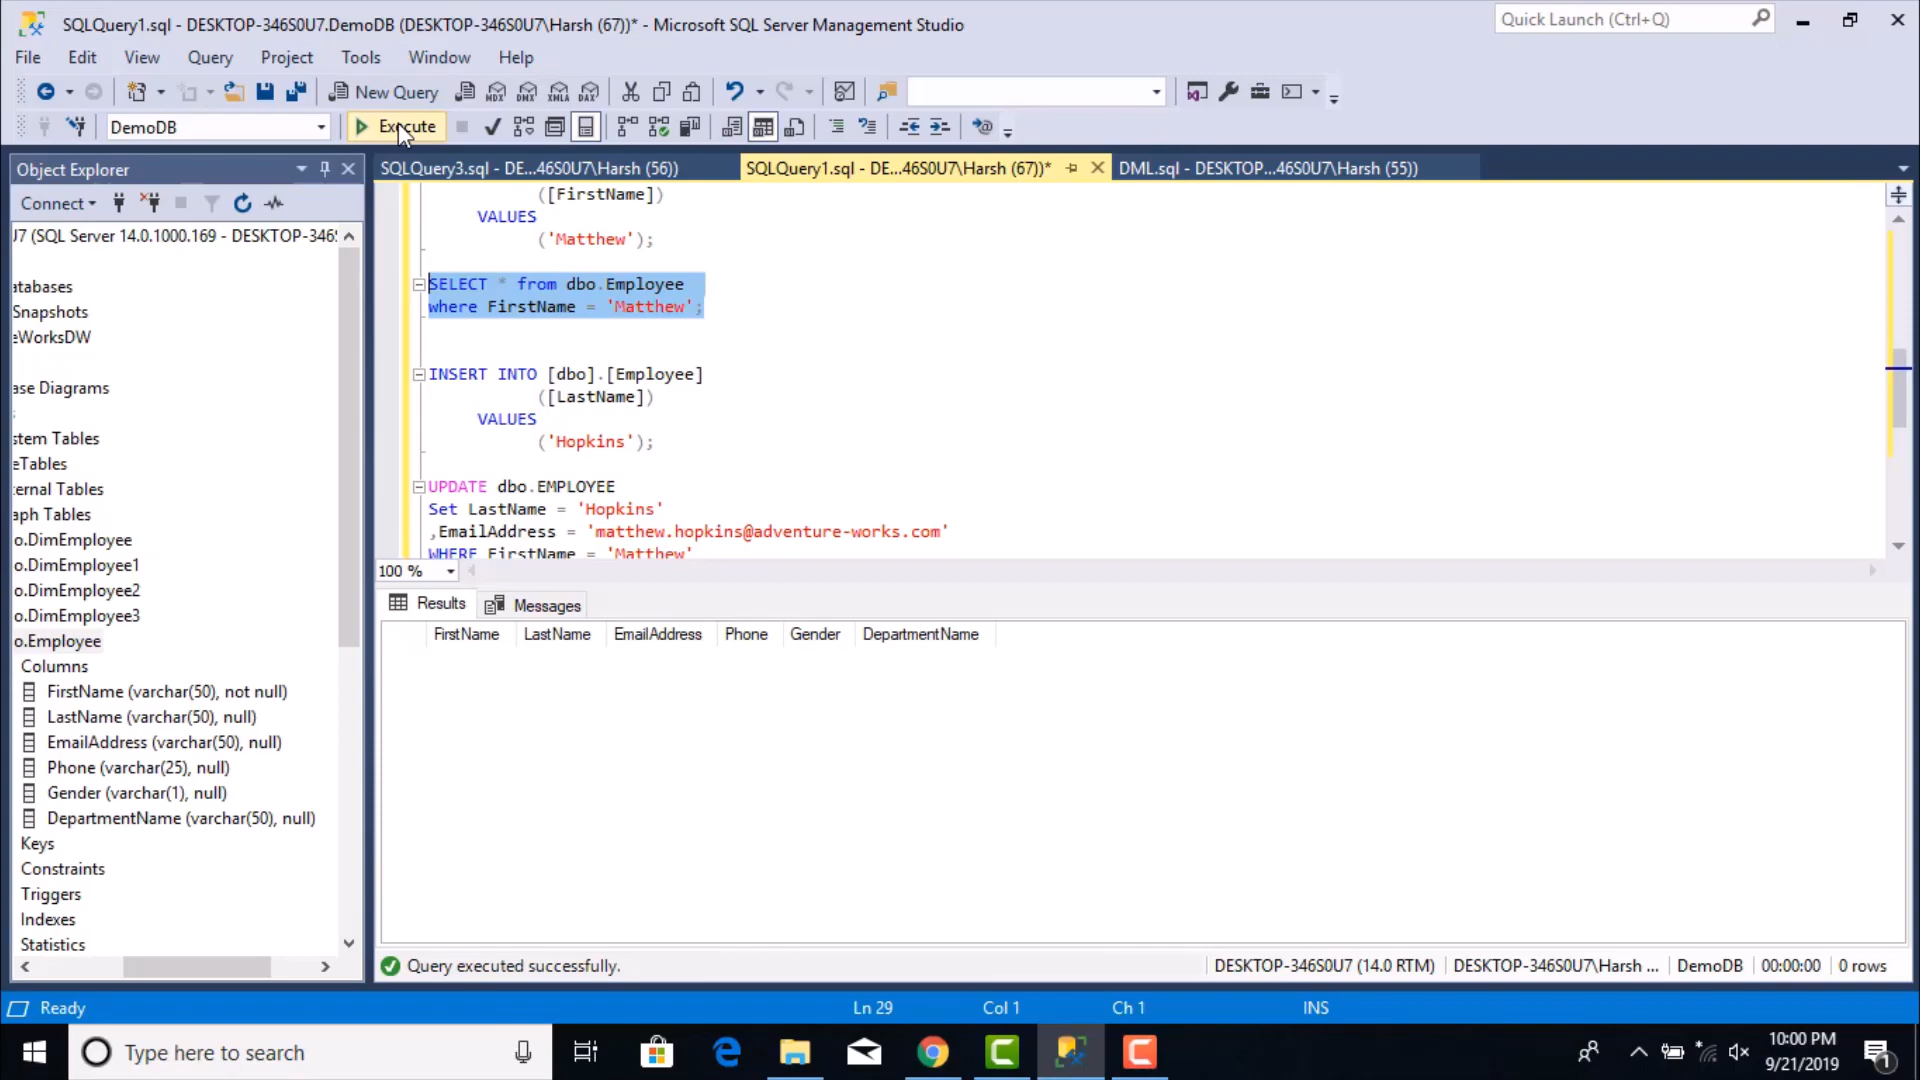 SQLQuery1.sql - DESKTOP-346S0U7.DemoDB (DESKTOP-346S0U7\Harsh (67))* - Microsoft SQL Server Management Studio
Quick Launch (Ctrl+Q)
File Edit View Query Project Tools Window Help
New Query MDX DMX XMLA DAX
DemoDB Execute
Object Explorer
SQLQuery3.sql - DE...46S0U7\Harsh (56)) SQLQuery1.sql - DE...46S0U7\Harsh (67))* DML.sql - DESKTOP...46S0U7\Harsh (55))
Connect
J7 (SQL Server 14.0.1000.169 - DESKTOP-346
atabases
Snapshots
eWorksDW
ase Diagrams
stem Tables
eTables
ternal Tables
aph Tables
o.DimEmployee
o.DimEmployee1
o.DimEmployee2
o.DimEmployee3
o.Employee
Columns
FirstName (varchar(50), not null)
LastName (varchar(50), null)
EmailAddress (varchar(50), null)
Phone (varchar(25), null)
Gender (varchar(1), null)
DepartmentName (varchar(50), null)
Keys
Constraints
Triggers
Indexes
Statistics
([FirstName])
VALUES
('Matthew');
SELECT * from dbo.Employee
where FirstName = 'Matthew';
INSERT INTO [dbo].[Employee]
([LastName])
VALUES
('Hopkins');
UPDATE dbo.EMPLOYEE
Set LastName = 'Hopkins'
,EmailAddress = 'matthew.hopkins@adventure-works.com'
WHERE FirstName = 'Matthew'
100 %
Results Messages
FirstName LastName EmailAddress Phone Gender DepartmentName
Query executed successfully. DESKTOP-346S0U7 (14.0 RTM) DESKTOP-346S0U7\Harsh ... DemoDB 00:00:00 0 rows
Ready Ln 29 Col 1 Ch 1 INS
Type here to search
10:00 PM
9/21/2019
1